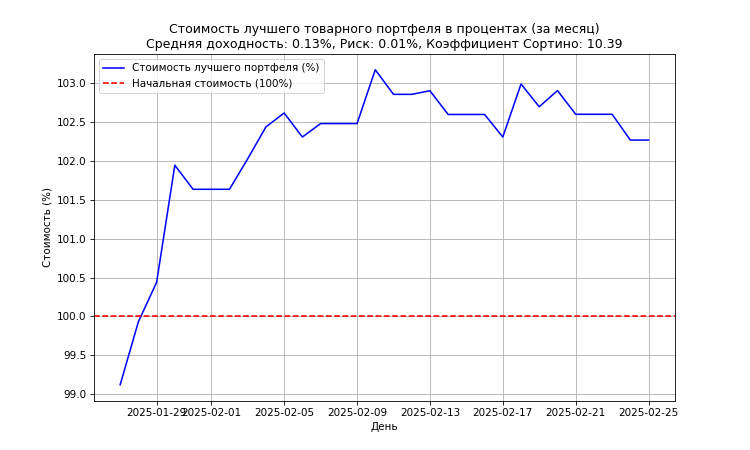 Стоимость лучшего товарного портфеля в процентах (за месяц)
Средняя доходность: 0.13%, Риск: 0.01%, Коэффициент Сортино: 10.39
Стоимость лучшего портфеля (%)
Начальная стоимость (100%)
Стоимость (%)
103.0
102.5
102.0
101.5
101.0
100.5
100.0
99.5
99.0
2025-01-29 2025-02-01 2025-02-05 2025-02-09 2025-02-13 2025-02-17 2025-02-21 2025-02-25
День